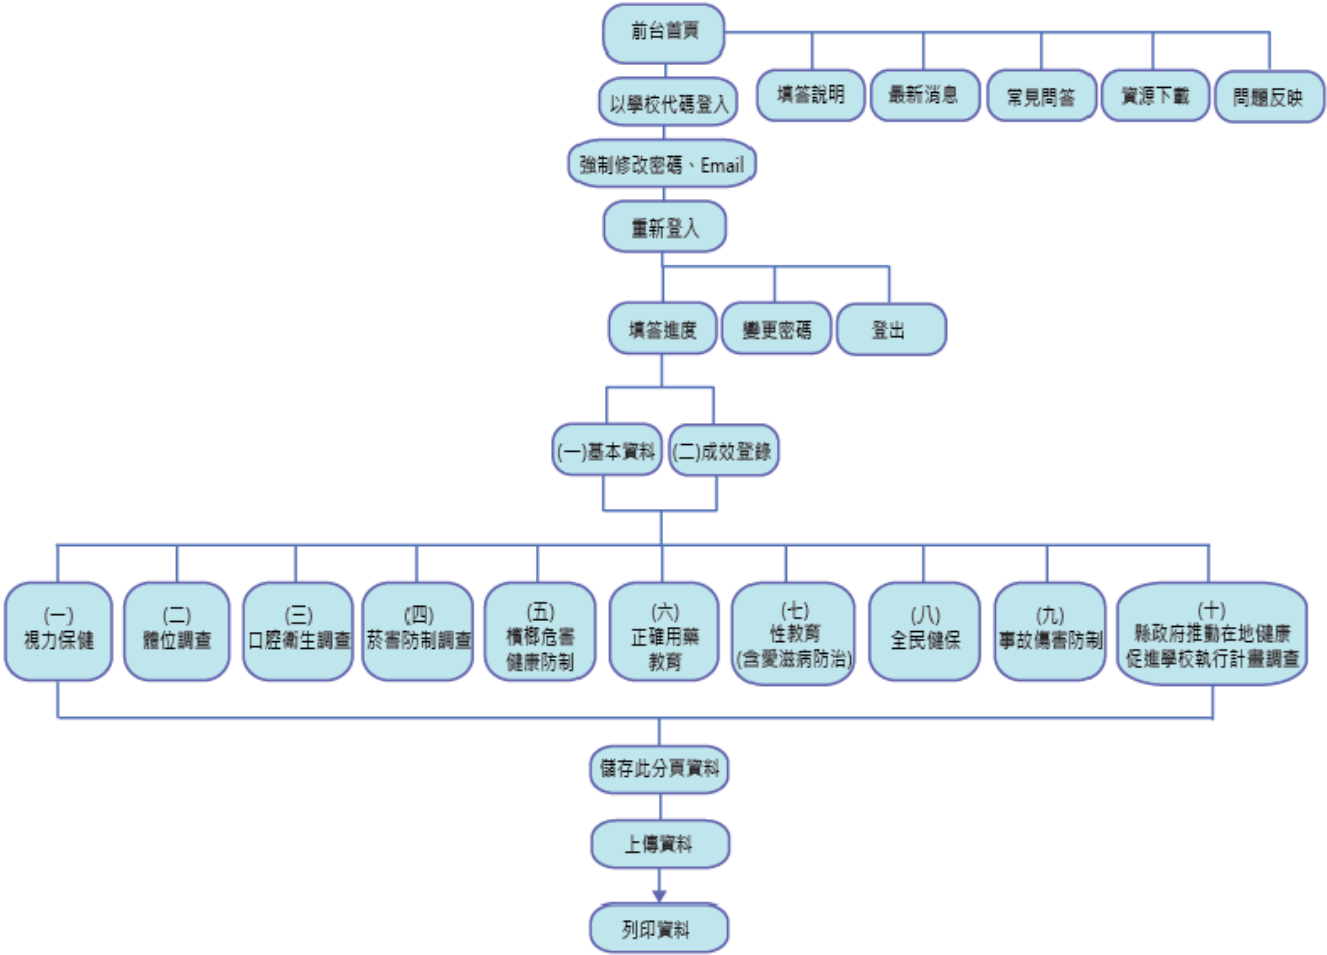 前台首頁
填答說明
最新消息
常見問答
資源下載
問題反映
以學校代碼登入
強制修改密碼、Email
重新登入
填答進度
變更密碼
登出
(一)基本資料
(二)成效登錄
(一)
視力保健
(二)
體位調查
(三)
口腔衛生調查
(四)
菸害防制調查
(五)
檳榔危害
健康防制
(六)
正確用藥
教育
(七)
性教育
(含愛滋病防治)
(八)
全民健保
(九)
事故傷害防制
(十)
縣政府推動在地健康
促進學校執行計畫調查
儲存此分頁資料
上傳資料
列印資料